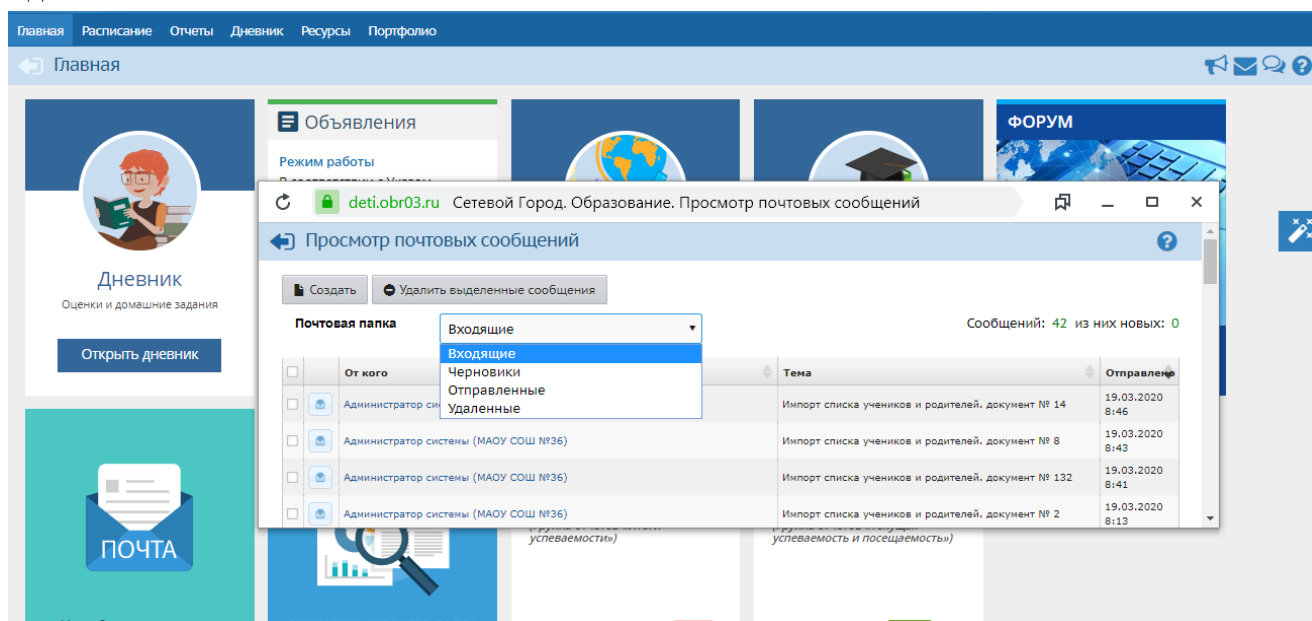 Главная Расписание Отчеты Дневник Ресурсы Портфолио
Главная
Объявления
Режим работы
ФОРУМ
Дневник
Оценки и домашние задания
Открыть дневник
ПОЧТА
deti.obr03.ru Сетевой Город. Образование. Просмотр почтовых сообщений
Просмотр почтовых сообщений
Создать Удалить выделенные сообщения
Почтовая папка Входящие Сообщений: 42 из них новых: 0
Входящие
Черновики
Отправленные
Удаленные
От кого Тема Отправлено
Администратор Импорт списка учеников и родителей. документ № 14 19.03.2020 8:46
Администратор системы (МАОУ СОШ №36) Импорт списка учеников и родителей. документ № 8 19.03.2020 8:43
Администратор системы (МАОУ СОШ №36) Импорт списка учеников и родителей. документ № 132 19.03.2020 8:41
Администратор системы (МАОУ СОШ №36) Импорт списка учеников и родителей. документ № 2 19.03.2020 8:13
успеваемости»)
успеваемость и посещаемость»)